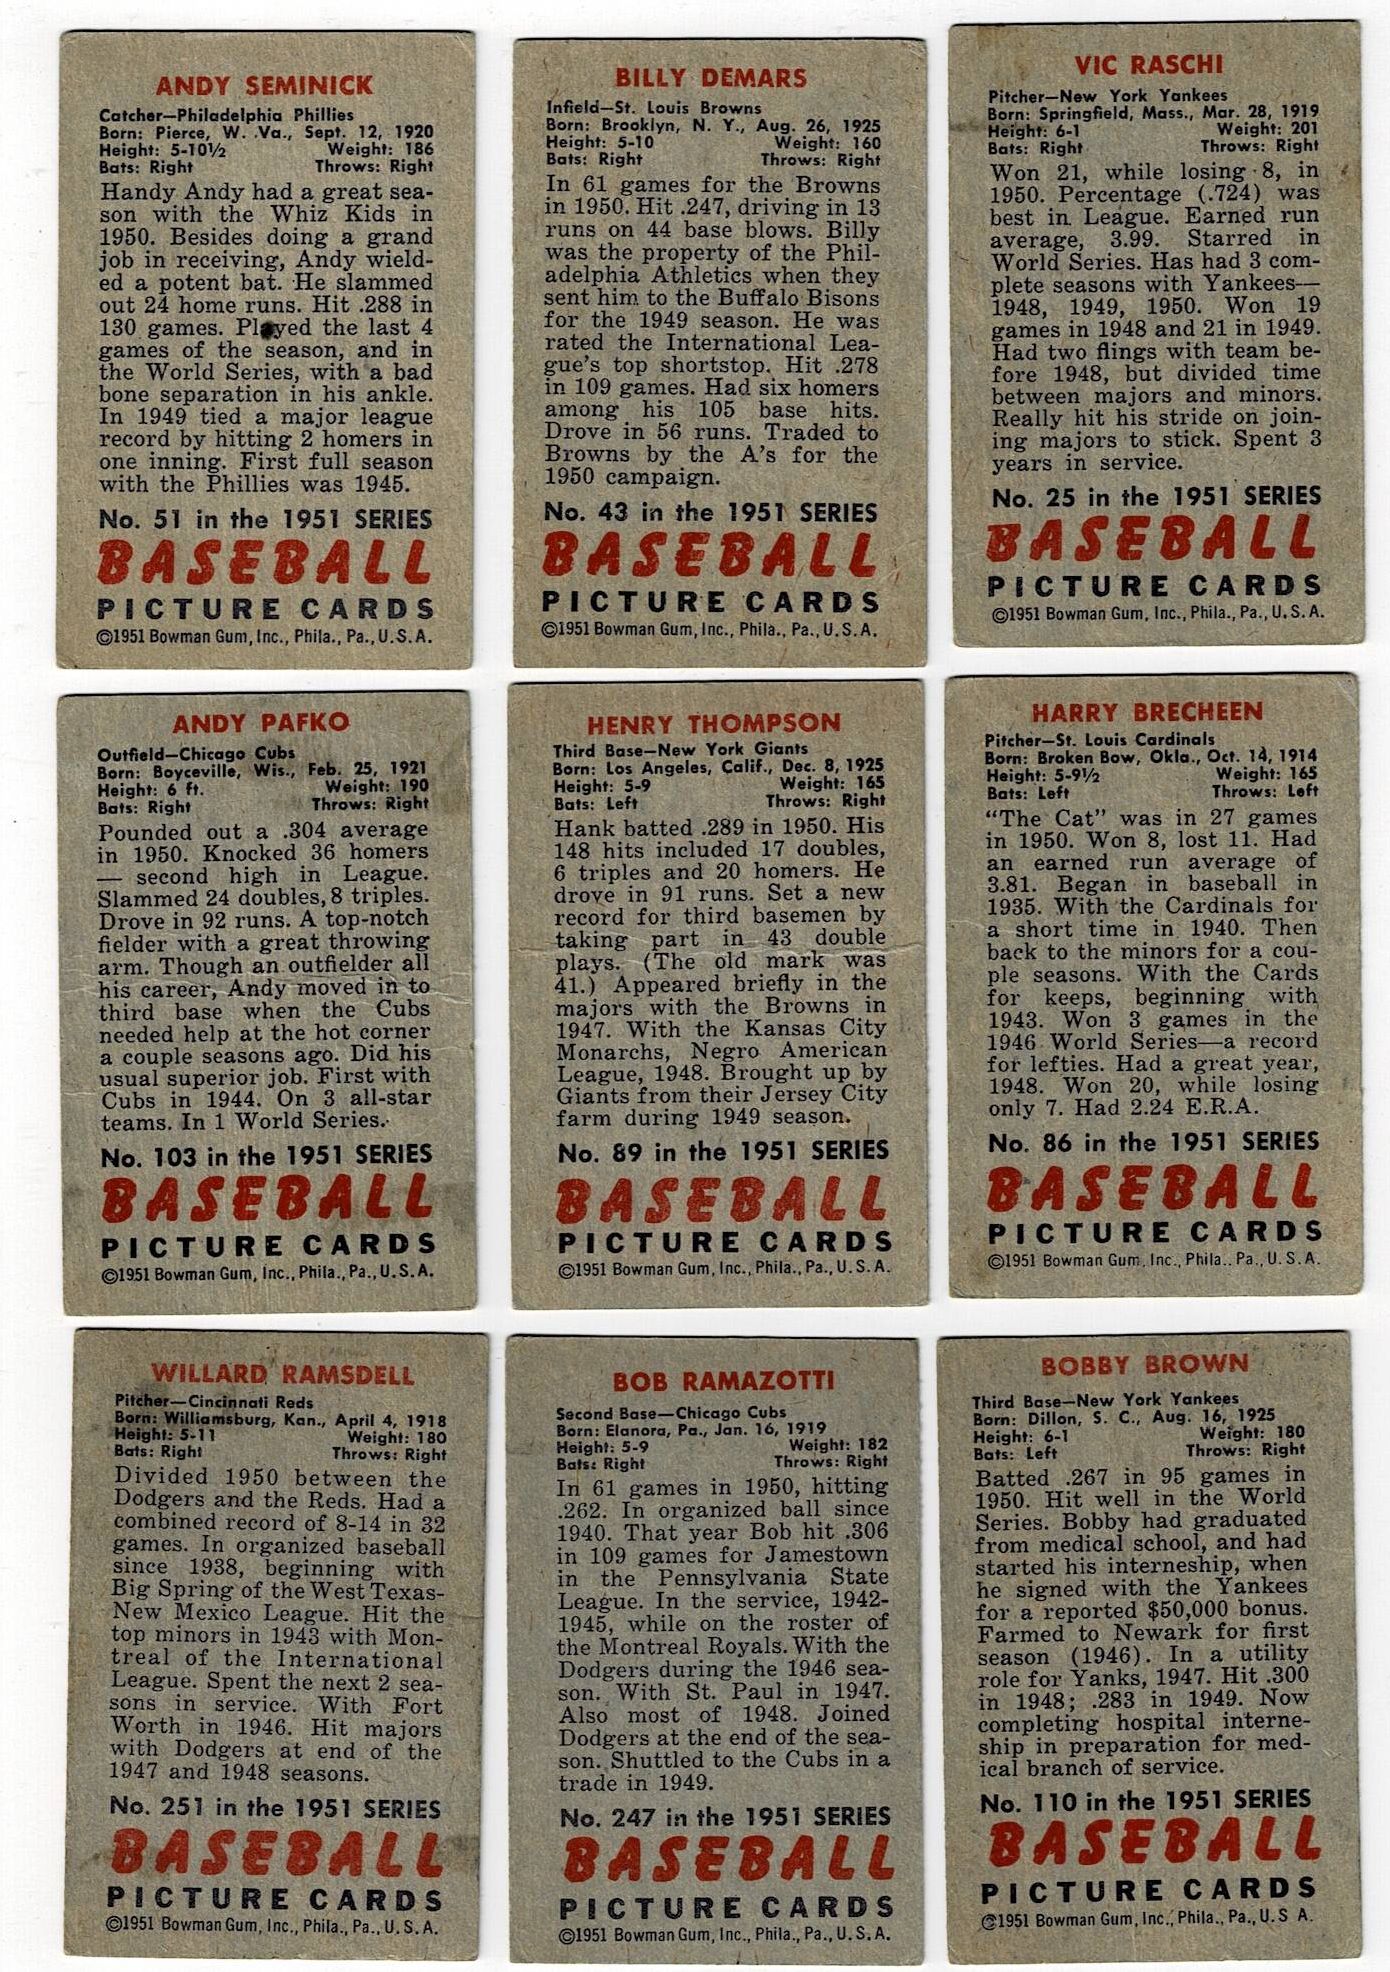 ANDY SEMINICK
Catcher—Philadelphia Phillies
Born: Pierce, W. Va., Sept. 12, 1920
Height: 5-10½ Weight: 186
Bats: Right Throws: Right
Handy Andy had a great sea-
son with the Whiz Kids in
1950. Besides doing a grand
job in receiving, Andy wield-
ed a potent bat. He slammed
out 24 home runs. Hit .288 in
130 games. Played the last 4
games of the season, and in
the World Series, with a bad
bone separation in his ankle.
In 1949 tied a major league
record by hitting 2 homers in
one inning. First full season
with the Phillies was 1945.
No. 51 in the 1951 SERIES
BASEBALL
PICTURE CARDS
©1951 Bowman Gum, Inc., Phila., Pa., U.S.A.
BILLY DEMARS
Infield—St. Louis Browns
Born: Brooklyn, N. Y., Aug. 26, 1925
Height: 5-10 Weight: 160
Bats: Right Throws: Right
In 61 games for the Browns
in 1950. Hit .247, driving in 13
runs on 44 base blows. Billy
was the property of the Phil-
adelphia Athletics when they
sent him to the Buffalo Bisons
for the 1949 season. He was
rated the International Lea-
gue's top shortstop. Hit .278
in 109 games. Had six homers
among his 105 base hits.
Drove in 56 runs. Traded to
Browns by the A's for the
1950 campaign.
No. 43 in the 1951 SERIES
BASEBALL
PICTURE CARDS
©1951 Bowman Gum, Inc., Phila., Pa., U.S.A.
VIC RASCHI
Pitcher—New York Yankees
Born: Springfield, Mass., Mar. 28, 1919
Height: 6-1 Weight: 201
Bats: Right Throws: Right
Won 21, while losing 8, in
1950. Percentage (.724) was
best in League. Earned run
average, 3.99. Starred in
World Series. Has had 3 com-
plete seasons with Yankees—
1948, 1949, 1950. Won 19
games in 1948 and 21 in 1949.
Had two flings with team be-
fore 1948, but divided time
between majors and minors.
Really hit his stride on join-
ing majors to stick. Spent 3
years in service.
No. 25 in the 1951 SERIES
BASEBALL
PICTURE CARDS
©1951 Bowman Gum, Inc., Phila., Pa., U.S.A.
ANDY PAFKO
Outfield—Chicago Cubs
Born: Boyceville, Wis., Feb. 25, 1921
Height: 6 ft. Weight: 190
Bats: Right Throws: Right
Pounded out a .304 average
in 1950. Knocked 36 homers
— second high in League.
Slammed 24 doubles, 8 triples.
Drove in 92 runs. A top-notch
fielder with a great throwing
arm. Though an outfielder all
his career, Andy moved in to
third base when the Cubs
needed help at the hot corner
a couple seasons ago. Did his
usual superior job. First with
Cubs in 1944. On 3 all-star
teams. In 1 World Series.
No. 103 in the 1951 SERIES
BASEBALL
PICTURE CARDS
©1951 Bowman Gum, Inc., Phila., Pa., U.S.A.
HENRY THOMPSON
Third Base—New York Giants
Born: Los Angeles, Calif., Dec. 8, 1925
Height: 5-9 Weight: 165
Bats: Left Throws: Right
Hank batted .289 in 1950. His
148 hits included 17 doubles,
6 triples and 20 homers. He
drove in 91 runs. Set a new
record for third basemen by
taking part in 43 double
plays. (The old mark was
41.) Appeared briefly in the
majors with the Browns in
1947. With the Kansas City
Monarchs, Negro American
League, 1948. Brought up by
Giants from their Jersey City
farm during 1949 season.
No. 89 in the 1951 SERIES
BASEBALL
PICTURE CARDS
©1951 Bowman Gum, Inc., Phila., Pa., U.S.A.
HARRY BRECHEEN
Pitcher—St. Louis Cardinals
Born: Broken Bow, Okla., Oct. 14, 1914
Height: 5-9½ Weight: 165
Bats: Left Throws: Left
“The Cat” was in 27 games
in 1950. Won 8, lost 11. Had
an earned run average of
3.81. Began in baseball in
1935. With the Cardinals for
a short time in 1940. Then
back to the minors for a cou-
ple seasons. With the Cards
for keeps, beginning with
1943. Won 3 games in the
1946 World Series—a record
for lefties. Had a great year,
1948. Won 20, while losing
only 7. Had 2.24 E.R.A.
No. 86 in the 1951 SERIES
BASEBALL
PICTURE CARDS
©1951 Bowman Gum, Inc., Phila., Pa., U.S.A.
WILLARD RAMSDELL
Pitcher—Cincinnati Reds
Born: Williamsburg, Kan., April 4, 1918
Height: 5-11 Weight: 180
Bats: Right Throws: Right
Divided 1950 between the
Dodgers and the Reds. Had a
combined record of 8-14 in 32
games. In organized baseball
since 1938, beginning with
Big Spring of the West Texas-
New Mexico League. Hit the
top minors in 1943 with Mon-
treal of the International
League. Spent the next 2 sea-
sons in service. With Fort
Worth in 1946. Hit majors
with Dodgers at end of the
1947 and 1948 seasons.
No. 251 in the 1951 SERIES
BASEBALL
PICTURE CARDS
©1951 Bowman Gum, Inc., Phila., Pa., U.S.A.
BOB RAMAZOTTI
Second Base—Chicago Cubs
Born: Elanora, Pa., Jan. 16, 1919
Height: 5-9 Weight: 182
Bats: Right Throws: Right
In 61 games in 1950, hitting
.262. In organized ball since
1940. That year Bob hit .306
in 109 games for Jamestown
in the Pennsylvania State
League. In the service, 1942-
1945, while on the roster of
the Montreal Royals. With the
Dodgers during the 1946 sea-
son. With St. Paul in 1947.
Also most of 1948. Joined
Dodgers at the end of the sea-
son. Shuttled to the Cubs in a
trade in 1949.
No. 247 in the 1951 SERIES
BASEBALL
PICTURE CARDS
©1951 Bowman Gum, Inc., Phila., Pa., U.S.A.
BOBBY BROWN
Third Base—New York Yankees
Born: Dillon, S. C., Aug. 16, 1925
Height: 6-1 Weight: 180
Bats: Left Throws: Right
Batted .267 in 95 games in
1950. Hit well in the World
Series. Bobby had graduated
from medical school, and had
started his interneship, when
he signed with the Yankees
for a reported $50,000 bonus.
Farmed to Newark for first
season (1946). In a utility
role for Yanks, 1947. Hit .300
in 1948; .283 in 1949. Now
completing hospital interne-
ship in preparation for med-
ical branch of service.
No. 110 in the 1951 SERIES
BASEBALL
PICTURE CARDS
©1951 Bowman Gum, Inc., Phila., Pa., U.S A.